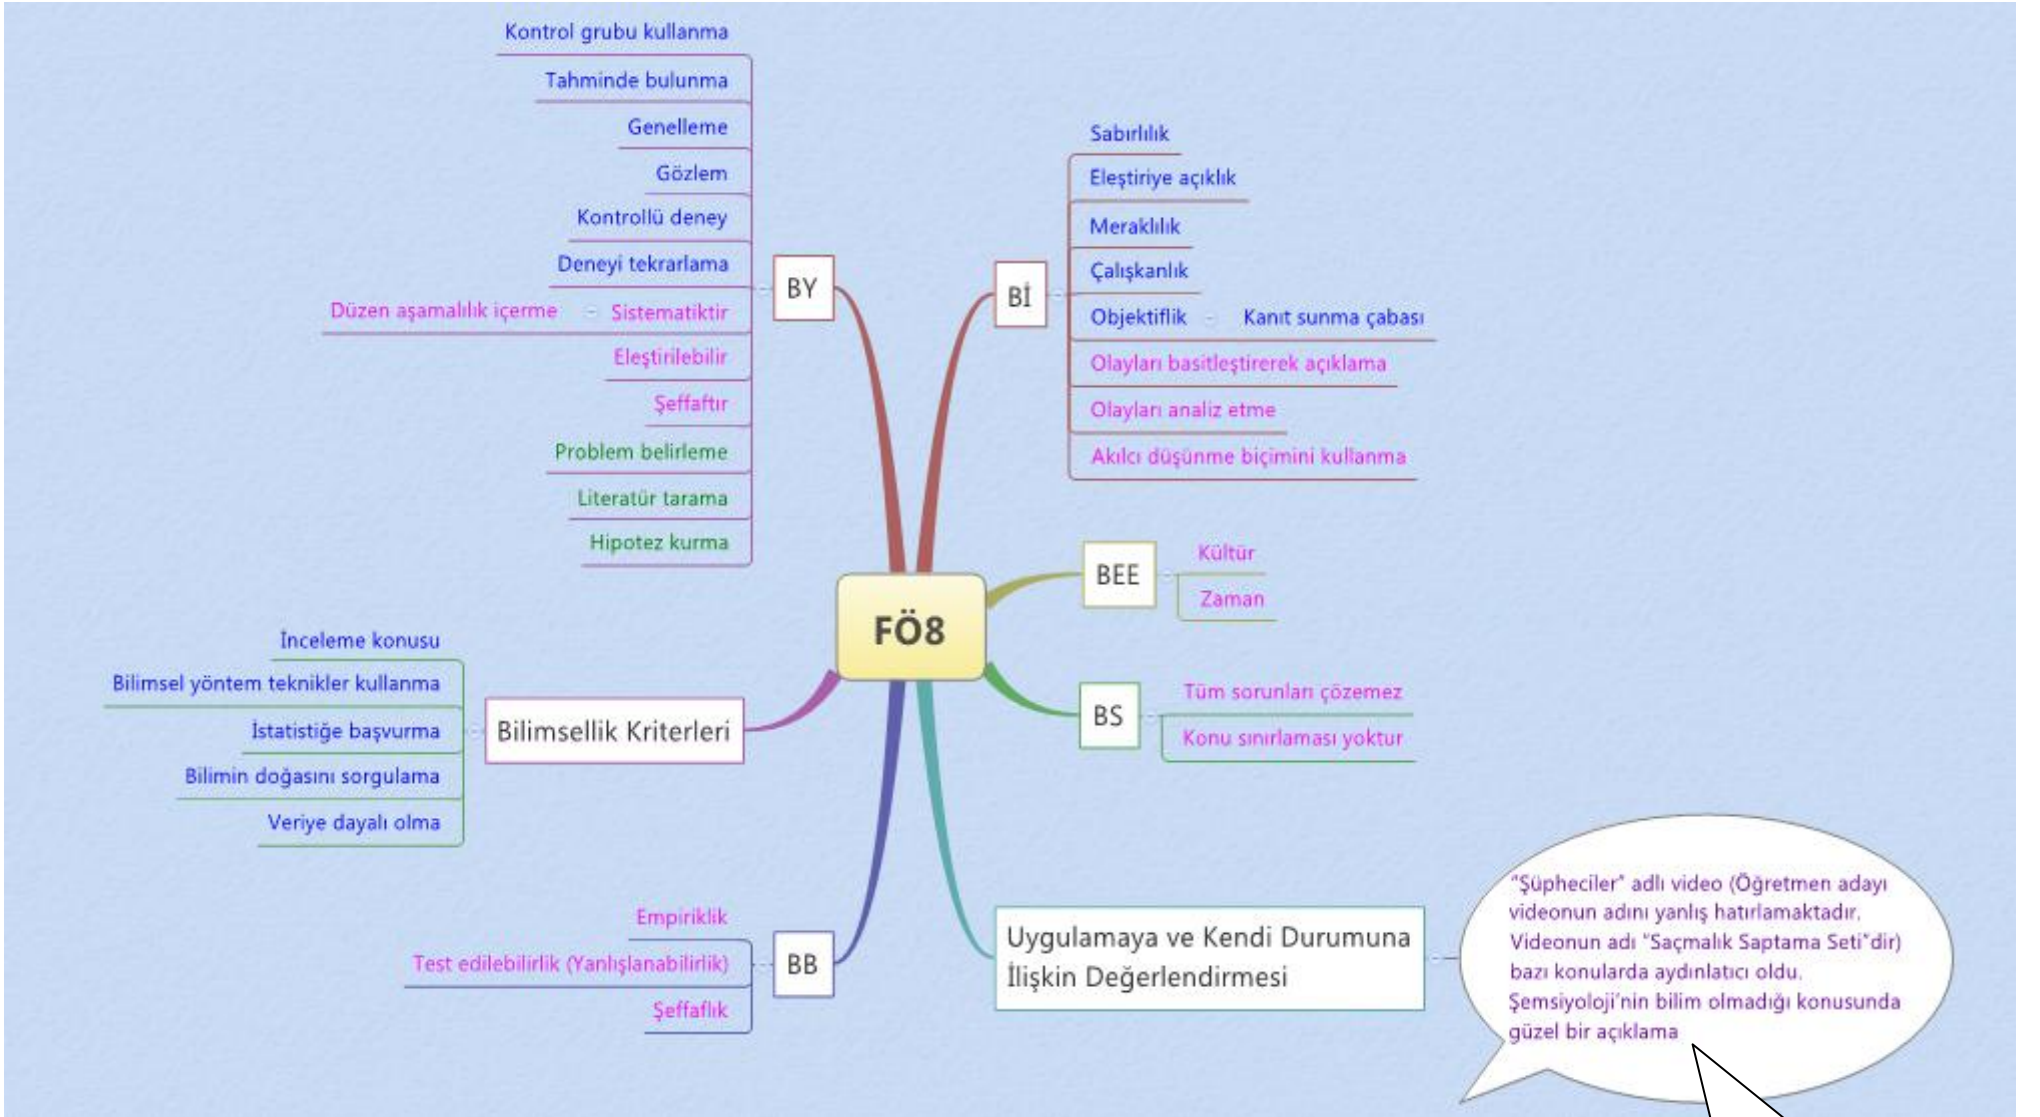 Kontrol grubu kullanma
Tahminde bulunma
Genelleme
Gözlem
Kontrollü deney
Deneyi tekrarlama
Düzen aşamalılık içerme
Sistematiktir
Eleştirilebilir
Şeffaftır
Problem belirleme
Literatür tarama
Hipotez kurma
BY
Bİ
Sabırlılık
Eleştiriye açıklık
Meraklılık
Çalışkanlık
Objektiflik
Kanıt sunma çabası
Olayları basitleştirerek açıklama
Olayları analiz etme
Akılcı düşünme biçimini kullanma
FÖ8
BEE
Kültür
Zaman
BS
Tüm sorunları çözemez
Konu sınırlaması yoktur
İnceleme konusu
Bilimsel yöntem teknikler kullanma
İstatistiğe başvurma
Bilimin doğasını sorgulama
Veriye dayalı olma
Bilimsellik Kriterleri
Empiriklik
Test edilebilirlik (Yanlışlanabilirlik)
Şeffaflık
BB
Uygulamaya ve Kendi Durumuna
İlişkin Değerlendirmesi
"Şüpheciler" adlı video (Öğretmen adayı
videonun adını yanlış hatırlamaktadır.
Videonun adı "Saçmalık Saptama Seti"dir)
bazı konularda aydınlatıcı oldu.
Şemsiyoloji'nin bilim olmadığı konusunda
güzel bir açıklama